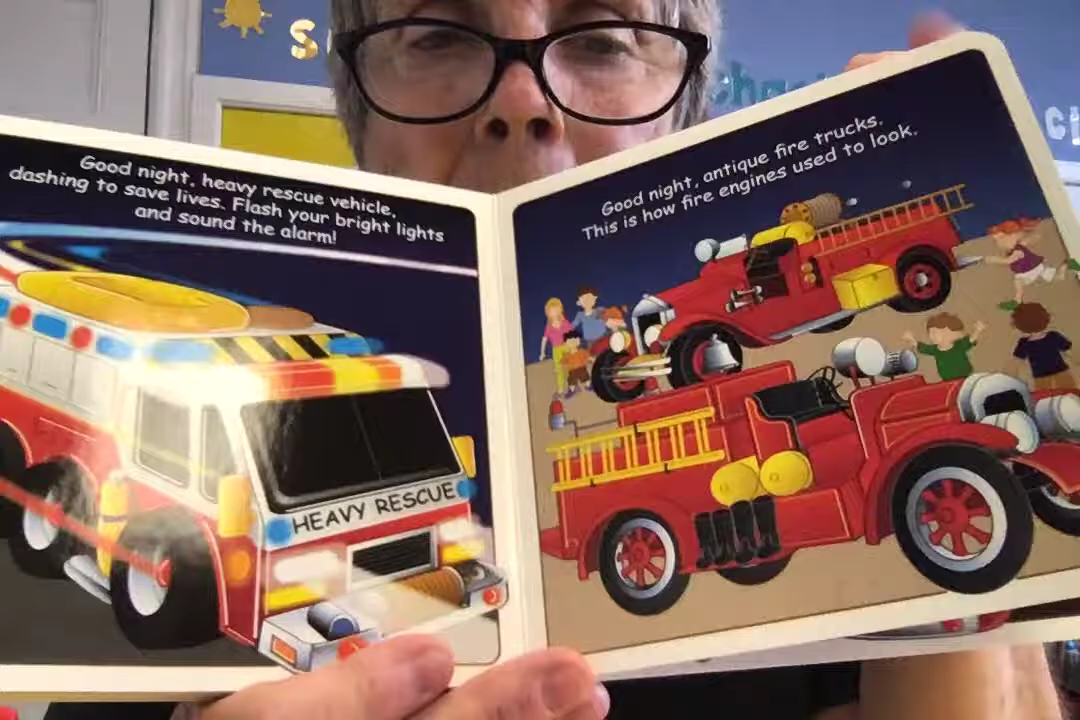 Good night, heavy rescue vehicle,
dashing to save lives. Flash your bright lights
and sound the alarm!
HEAVY RESCUE
Good night, antique fire trucks.
This is how fire engines used to look.